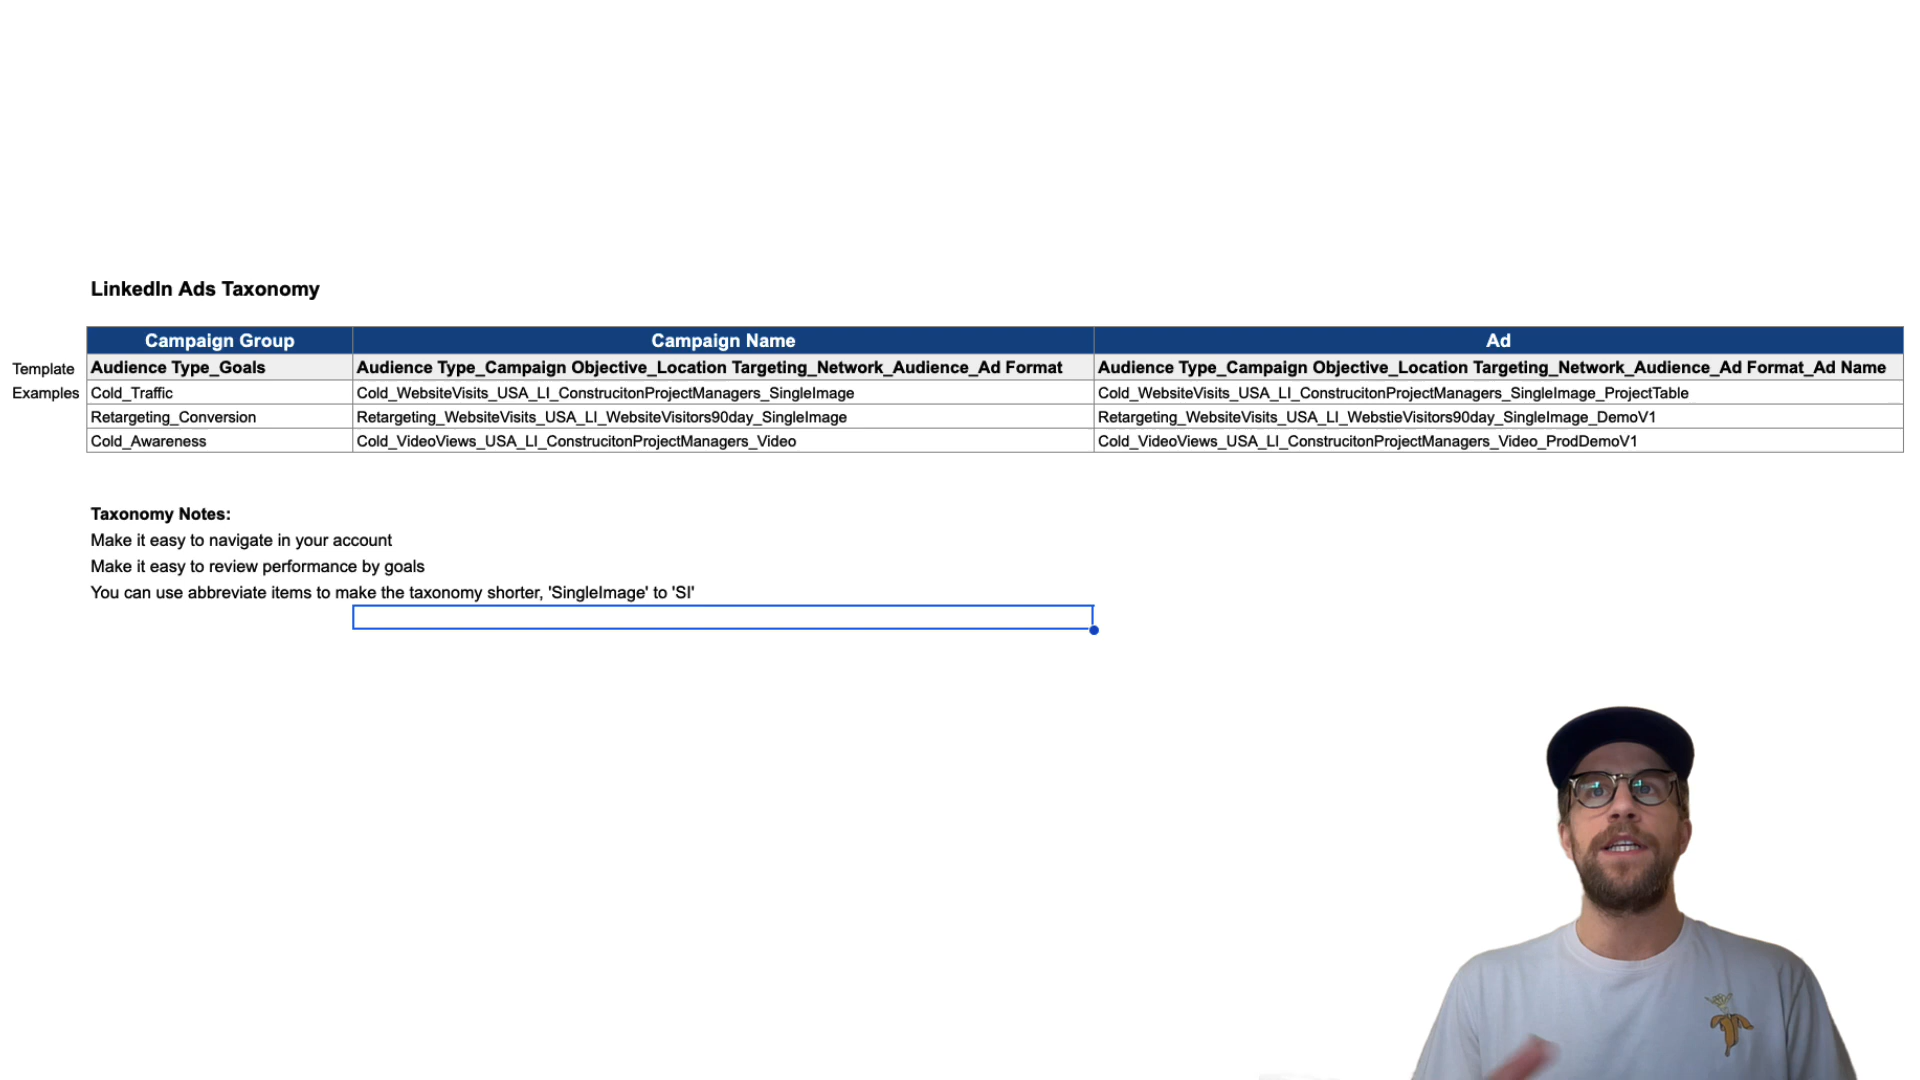 LinkedIn Ads Taxonomy
Campaign Group Campaign Name Ad
Template Audience Type_Goals Audience Type_Campaign Objective_Location Targeting_Network_Audience_Ad Format Audience Type_Campaign Objective_Location Targeting_Network_Audience_Ad Format_Ad Name
Examples Cold_Traffic Cold_WebsiteVisits_USA_LI_ConstrucitonProjectManagers_SingleImage Cold_WebsiteVisits_USA_LI_ConstrucitonProjectManagers_SingleImage_ProjectTable
Retargeting_Conversion Retargeting_WebsiteVisits_USA_LI_WebsiteVisitors90day_SingleImage Retargeting_WebsiteVisits_USA_LI_WebstieVisitors90day_SingleImage_DemoV1
Cold_Awareness Cold_VideoViews_USA_LI_ConstrucitonProjectManagers_Video Cold_VideoViews_USA_LI_ConstrucitonProjectManagers_Video_ProdDemoV1
Taxonomy Notes:
Make it easy to navigate in your account
Make it easy to review performance by goals
You can use abbreviate items to make the taxonomy shorter, 'SingleImage' to 'SI'